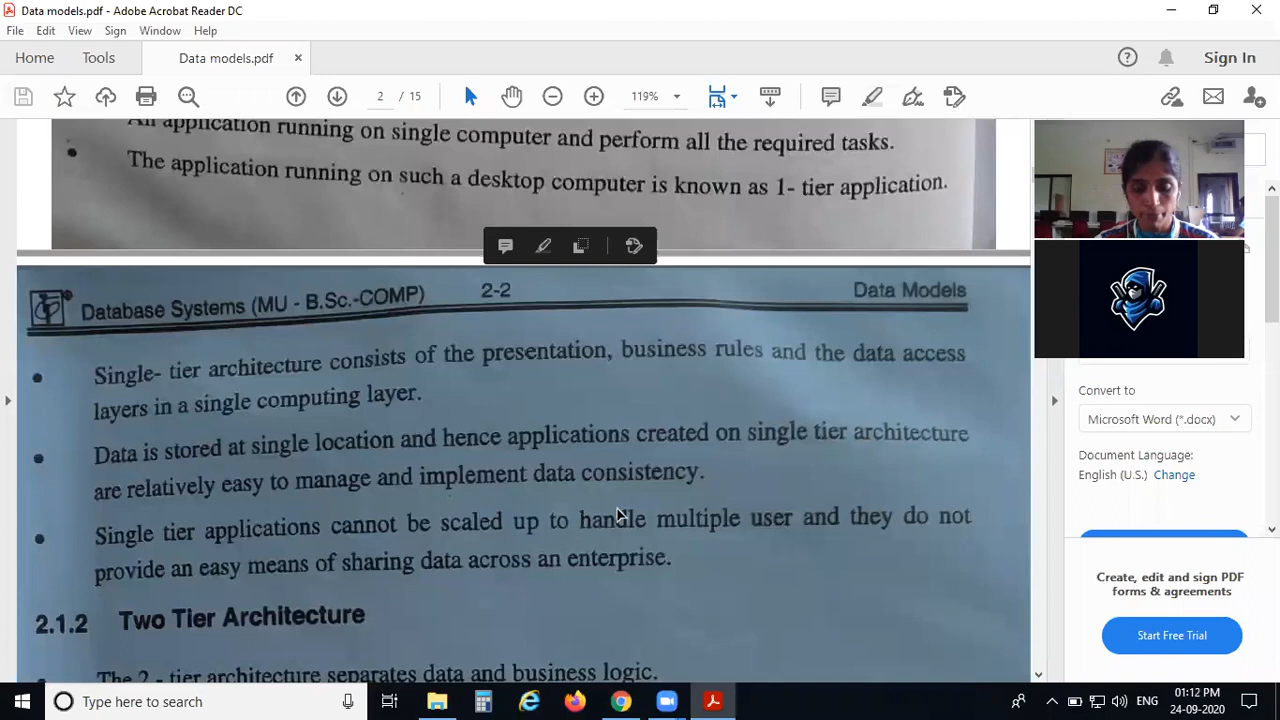 Data models.pdf - Adobe Acrobat Reader DC
File Edit View Sign Window Help
Home Tools Data models.pdf Sign In
2 / 15 119%
An application running on single computer and perform all the required tasks.
The application running on such a desktop computer is known as 1- tier application.
Database Systems (MU - B.Sc.-COMP) 2-2 Data Models
Single- tier architecture consists of the presentation, business rules and the data access
layers in a single computing layer.
Data is stored at single location and hence applications created on single tier architecture
are relatively easy to manage and implement data consistency.
Single tier applications cannot be scaled up to handle multiple user and they do not
provide an easy means of sharing data across an enterprise.
2.1.2 Two Tier Architecture
The 2 - tier architecture separates data and business logic.
Convert to
Microsoft Word (*.docx)
Document Language:
English (U.S.) Change
Create, edit and sign PDF
forms & agreements
Start Free Trial
Type here to search
ENG
01:12 PM
24-09-2020